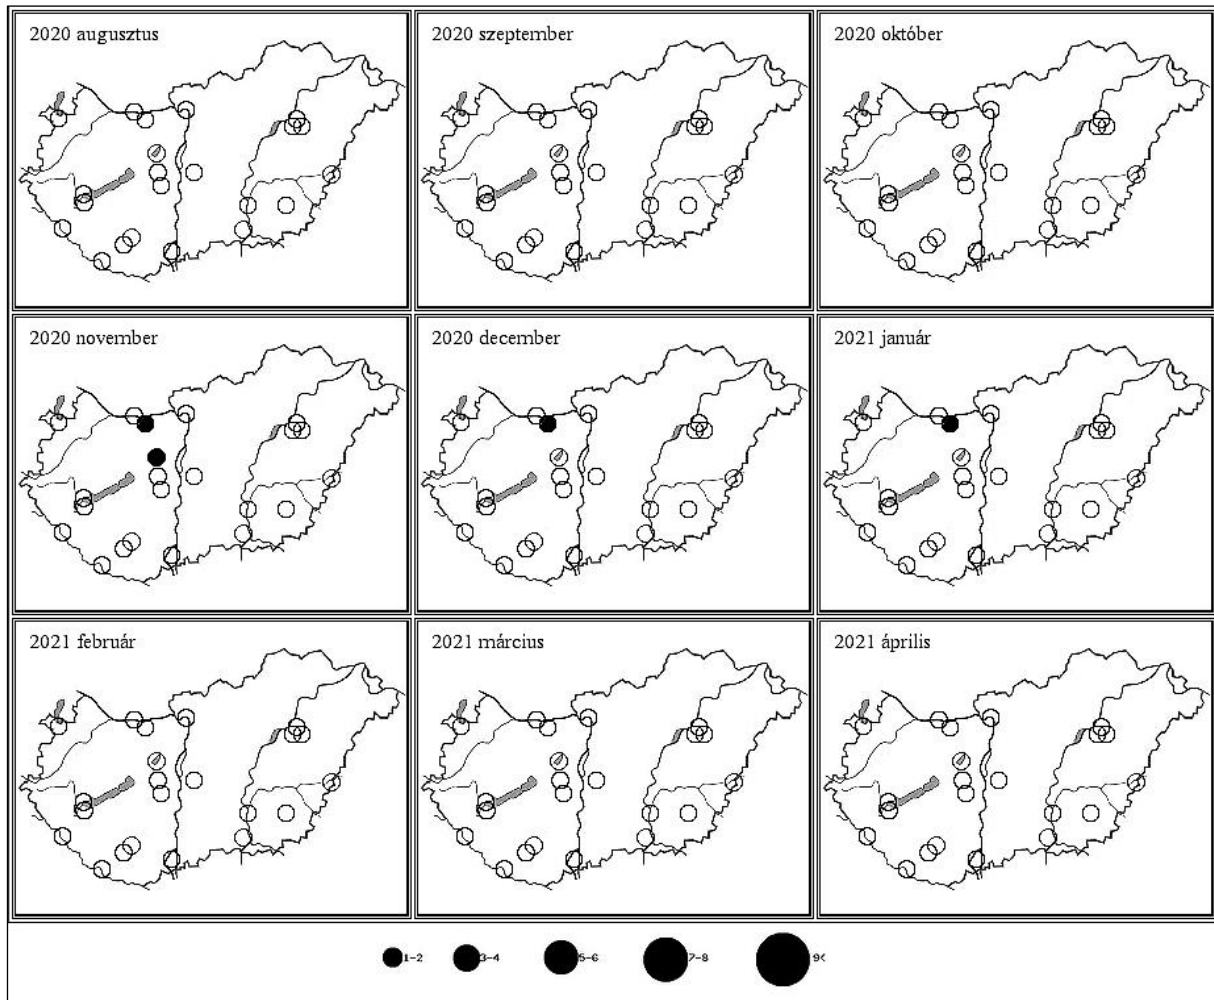 2020 augusztus
2020 szeptember
2020 október
2020 november
2020 december
2021 január
2021 február
2021 március
2021 április
1-2
3-4
5-6
7-8
9<